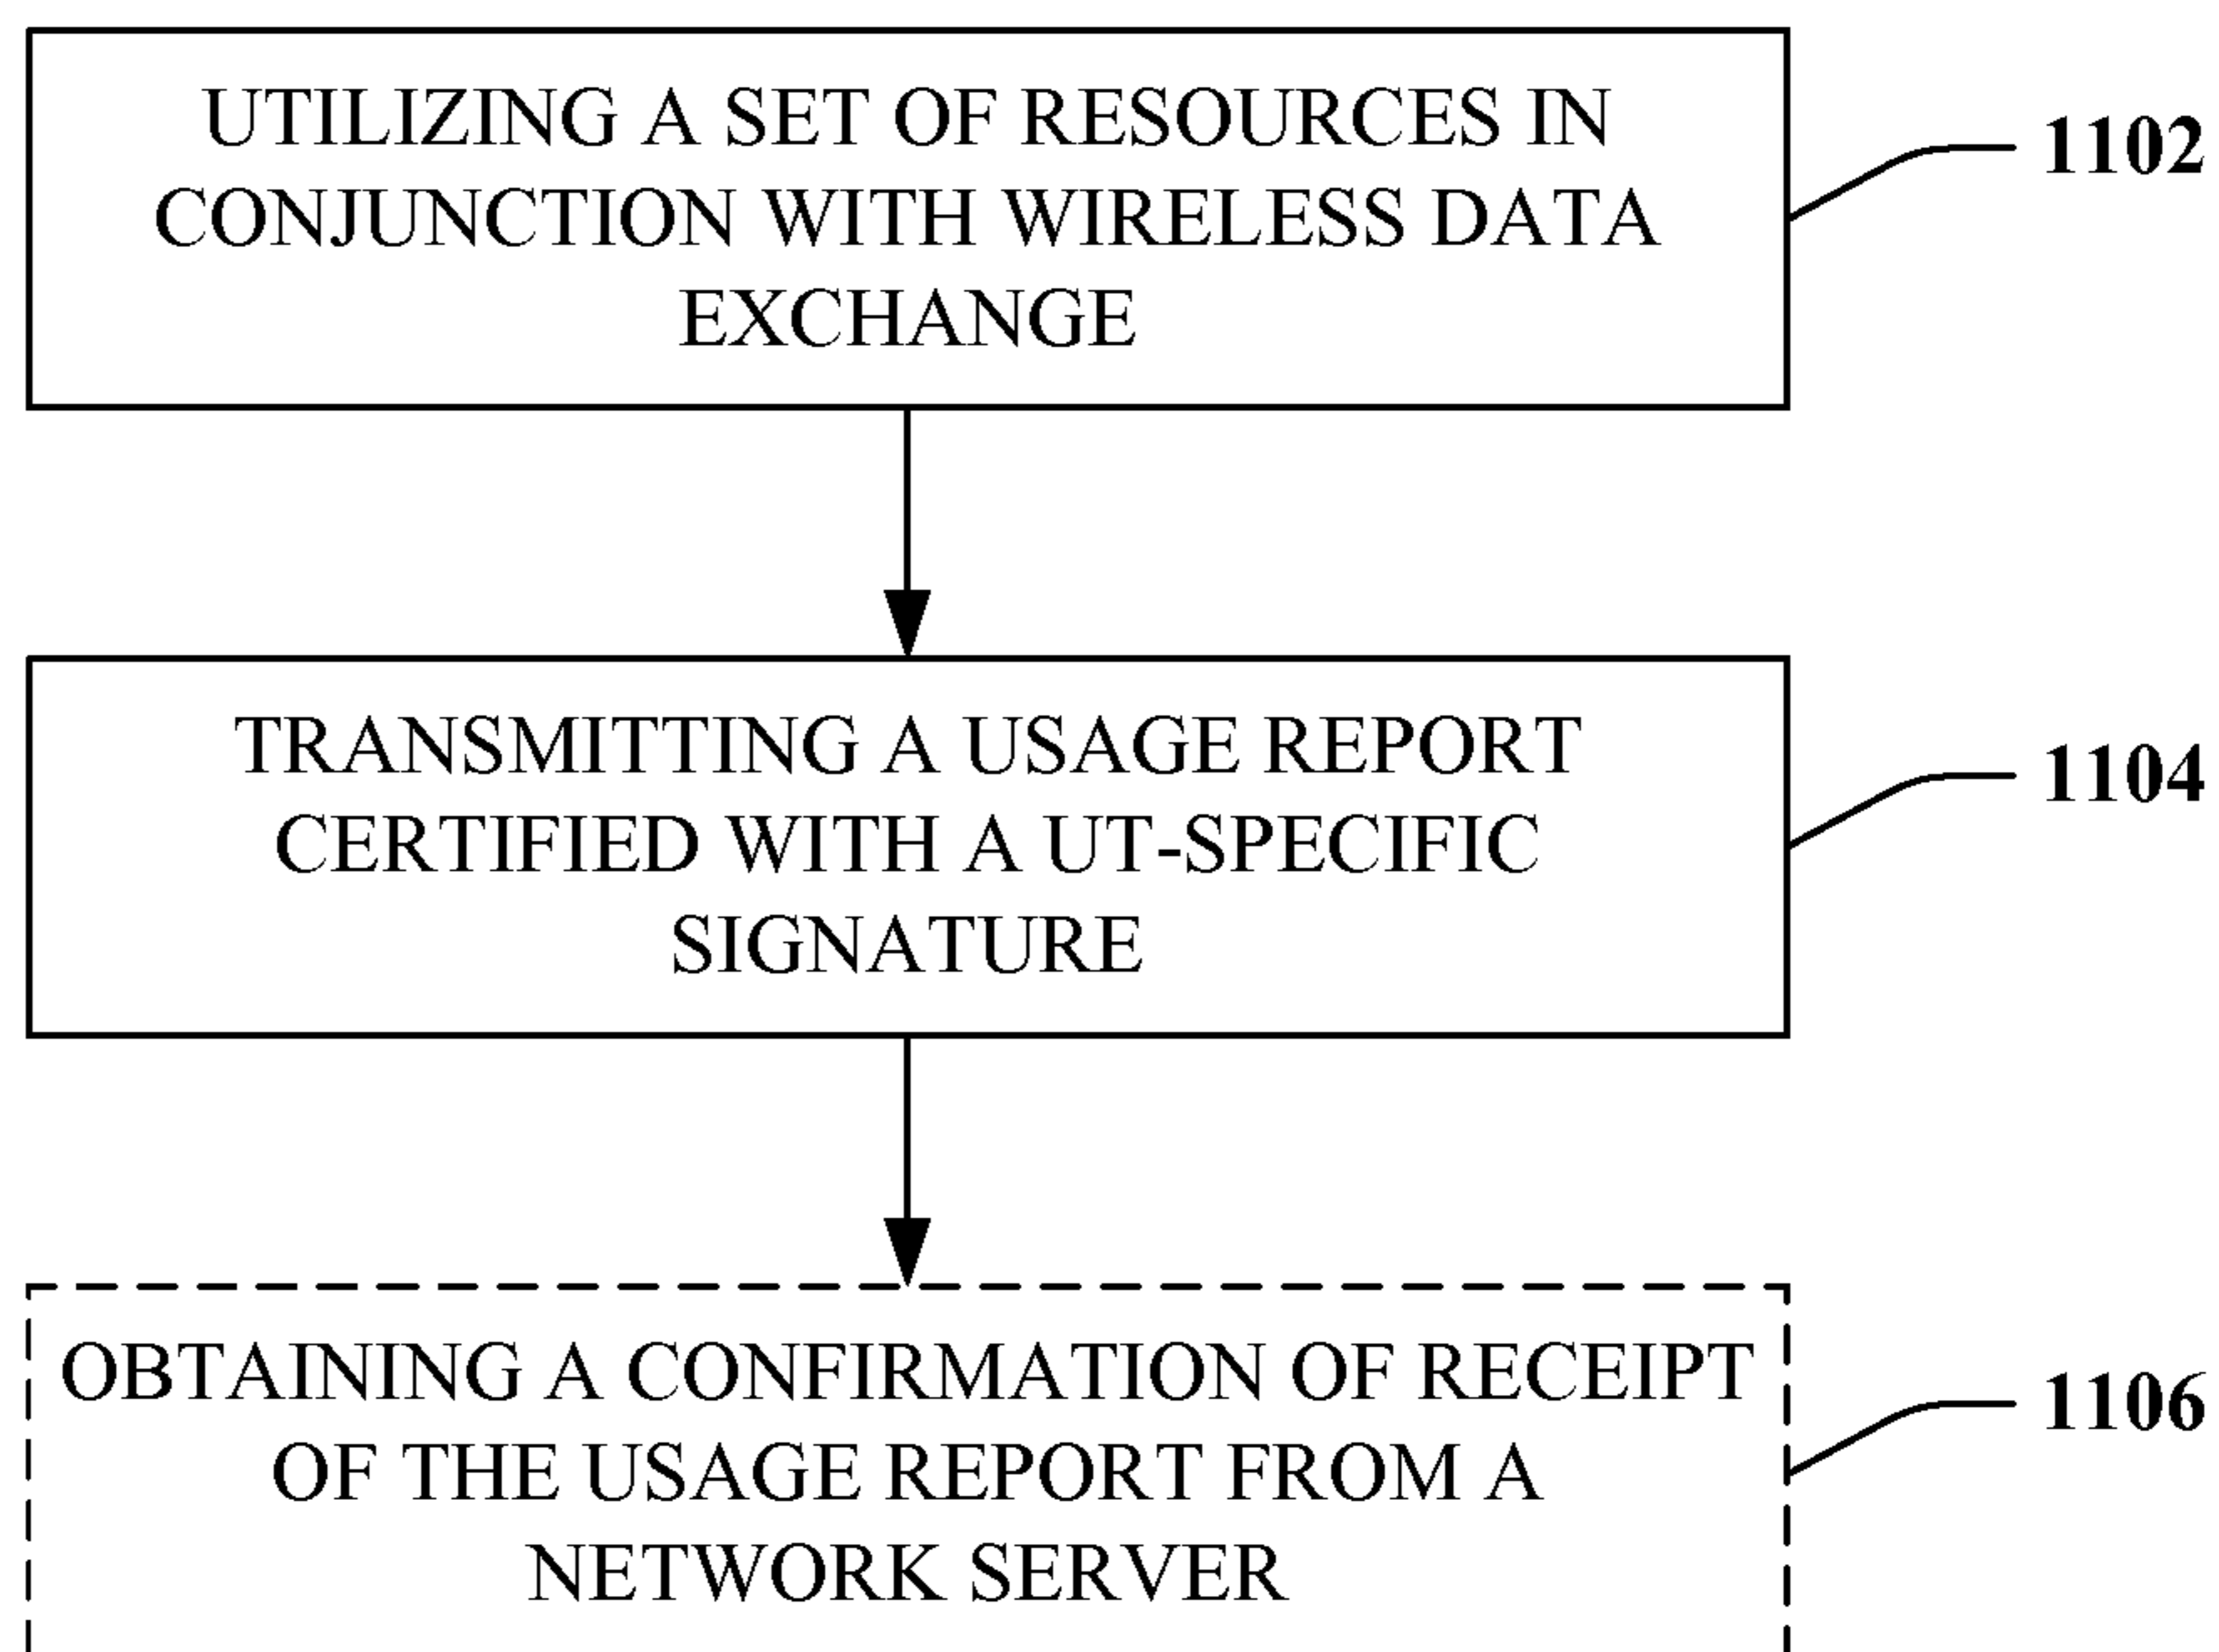 UTILIZING A SET OF RESOURCES IN
CONJUNCTION WITH WIRELESS DATA
EXCHANGE
1102
TRANSMITTING A USAGE REPORT
CERTIFIED WITH A UT-SPECIFIC
SIGNATURE
1104
OBTAINING A CONFIRMATION OF RECEIPT
OF THE USAGE REPORT FROM A
NETWORK SERVER
1106